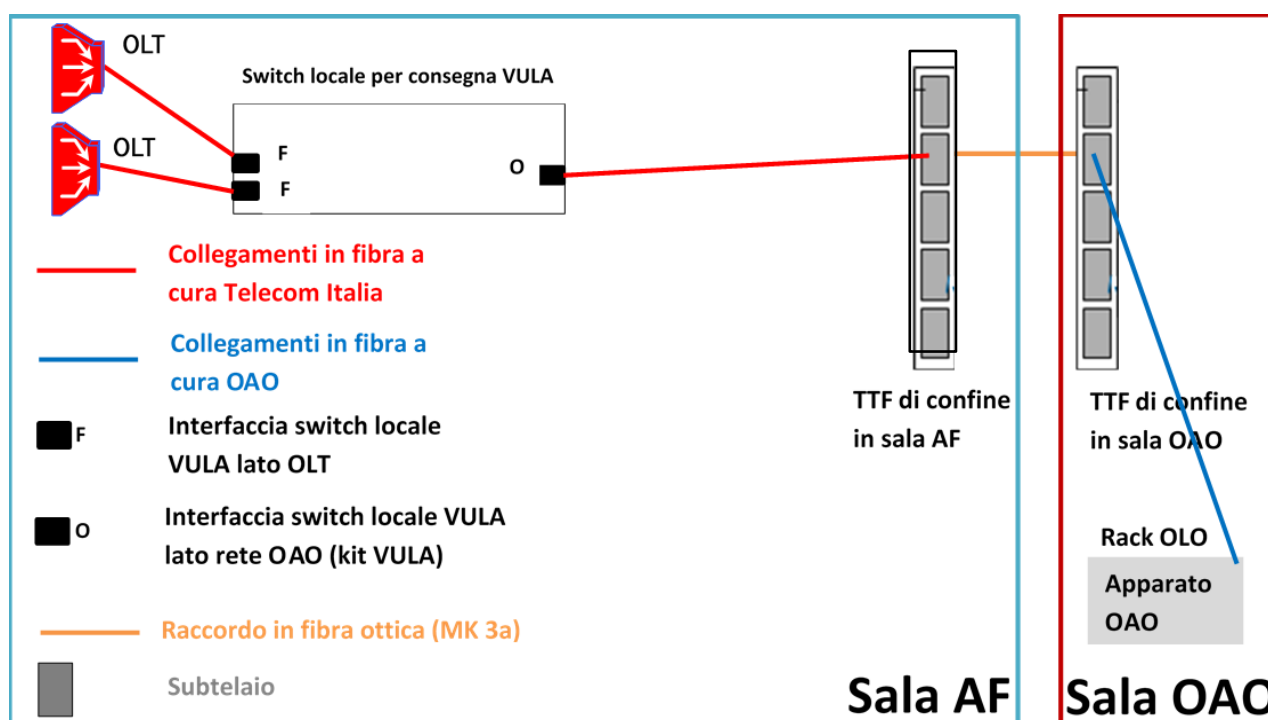 OLT
Switch locale per consegna VULA
OLT
F
F
O
Collegamenti in fibra a
cura Telecom Italia
Collegamenti in fibra a
cura OAO
F
Interfaccia switch locale
VULA lato OLT
O
Interfaccia switch locale VULA
lato rete OAO (kit VULA)
Raccordo in fibra ottica (MK 3a)
Subtelaio
TTF di confine
in sala AF
TTF di confine
in sala OAO
Rack OLO
Apparato
OAO
Sala AF
Sala OAO